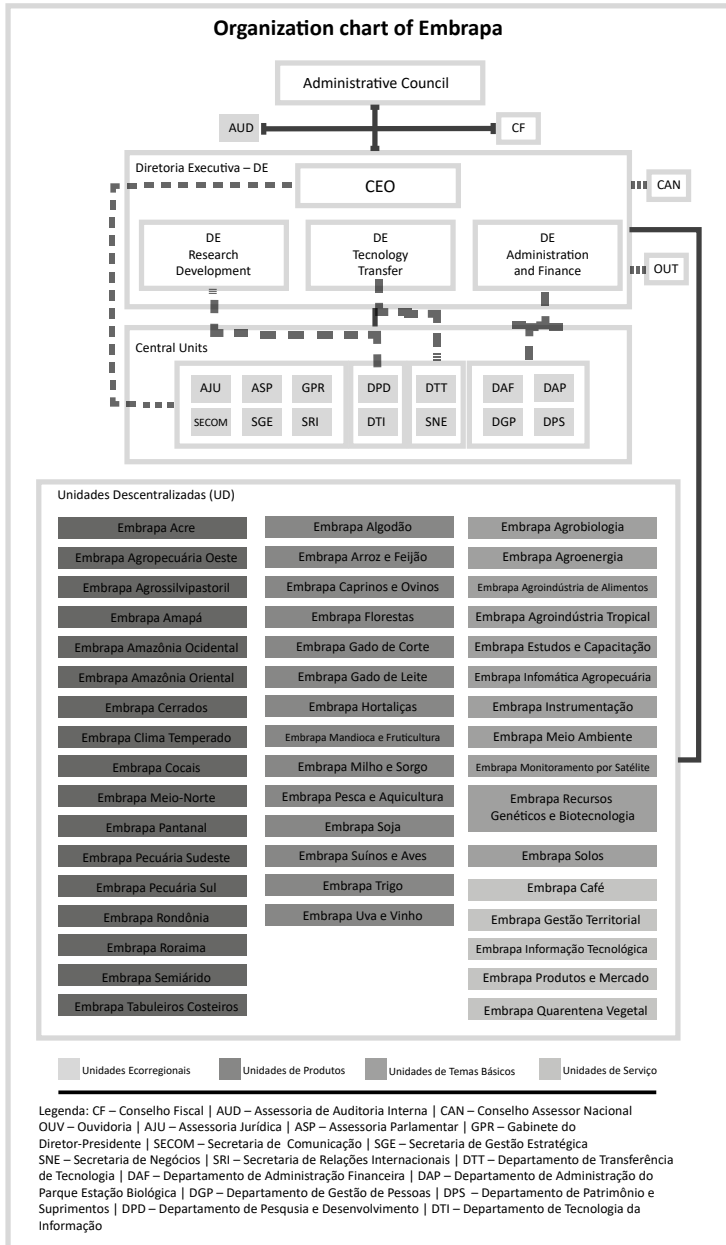 Organization chart of Embrapa
Administrative Council
AUD
CF
Diretoria Executiva – DE
CEO
CAN
DE
Research
Development
DE
Tecnology
Transfer
DE
Administration
and Finance
OUT
Central Units
AJU
ASP
GPR
DPD
DTT
DAF
DAP
SECOM
SGE
SRI
DTI
SNE
DGP
DPS
Unidades Descentralizadas (UD)
Embrapa Acre
Embrapa Agropecuária Oeste
Embrapa Agrossilvipastoril
Embrapa Amapá
Embrapa Amazônia Ocidental
Embrapa Amazônia Oriental
Embrapa Cerrados
Embrapa Clima Temperado
Embrapa Cocais
Embrapa Meio-Norte
Embrapa Pantanal
Embrapa Pecuária Sudeste
Embrapa Pecuária Sul
Embrapa Rondônia
Embrapa Roraima
Embrapa Semiárido
Embrapa Tabuleiros Costeiros
Embrapa Algodão
Embrapa Arroz e Feijão
Embrapa Caprinos e Ovinos
Embrapa Florestas
Embrapa Gado de Corte
Embrapa Gado de Leite
Embrapa Hortaliças
Embrapa Mandioca e Fruticultura
Embrapa Milho e Sorgo
Embrapa Pesca e Aquicultura
Embrapa Soja
Embrapa Suínos e Aves
Embrapa Trigo
Embrapa Uva e Vinho
Embrapa Agrobiologia
Embrapa Agroenergia
Embrapa Agroindústria de Alimentos
Embrapa Agroindústria Tropical
Embrapa Estudos e Capacitação
Embrapa Infomática Agropecuária
Embrapa Instrumentação
Embrapa Meio Ambiente
Embrapa Monitoramento por Satélite
Embrapa Recursos
Genéticos e Biotecnologia
Embrapa Solos
Embrapa Café
Embrapa Gestão Territorial
Embrapa Informação Tecnológica
Embrapa Produtos e Mercado
Embrapa Quarentena Vegetal
Unidades Ecorregionais
Unidades de Produtos
Unidades de Temas Básicos
Unidades de Serviço
Legenda: CF – Conselho Fiscal | AUD – Assessoria de Auditoria Interna | CAN – Conselho Assessor Nacional
OUV – Ouvidoria | AJU – Assessoria Jurídica | ASP – Assessoria Parlamentar | GPR – Gabinete do
Diretor-Presidente | SECOM – Secretaria de Comunicação | SGE – Secretaria de Gestão Estratégica
SNE – Secretaria de Negócios | SRI – Secretaria de Relações Internacionais | DTT – Departamento de Transferência
de Tecnologia | DAF – Departamento de Administração Financeira | DAP – Departamento de Administração do
Parque Estação Biológica | DGP – Departamento de Gestão de Pessoas | DPS – Departamento de Patrimônio e
Suprimentos | DPD – Departamento de Pesqusia e Desenvolvimento | DTI – Departamento de Tecnologia da
Informação